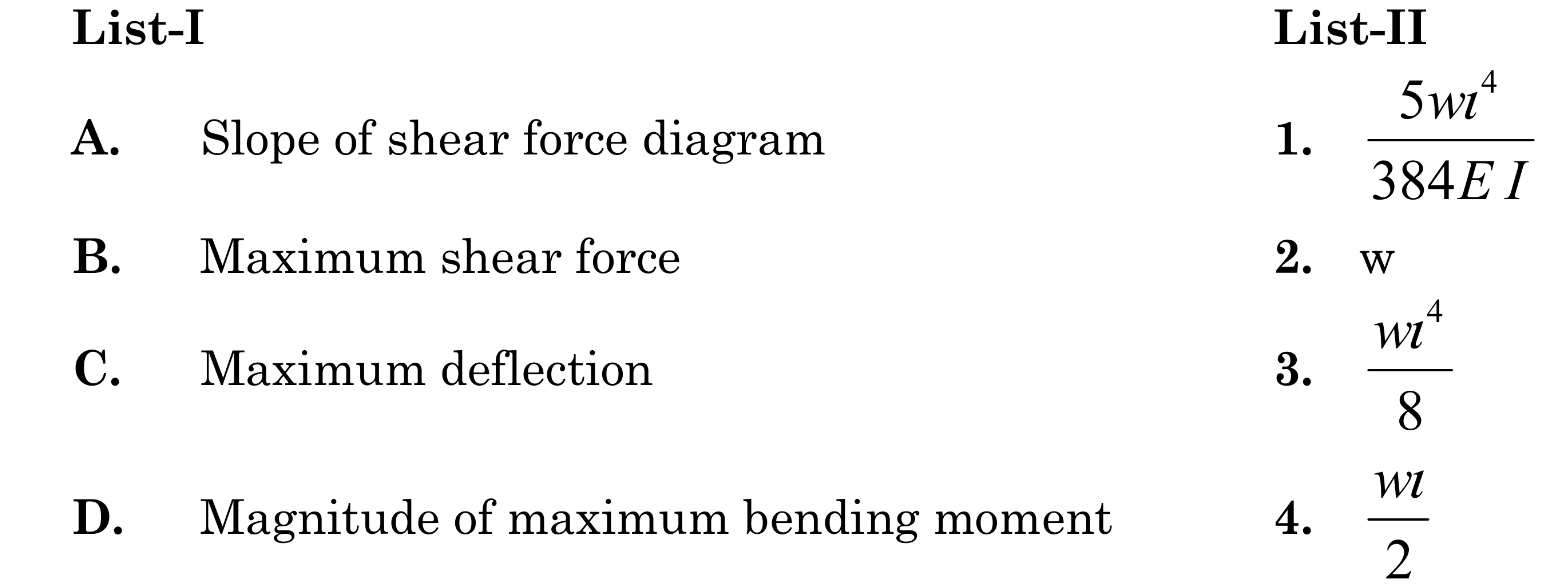 List-I List-II
A. Slope of shear force diagram 1. \frac{5wl^4}{384EI}
B. Maximum shear force 2. w
C. Maximum deflection 3. \frac{wl^4}{8}
D. Magnitude of maximum bending moment 4. \frac{wl}{2}